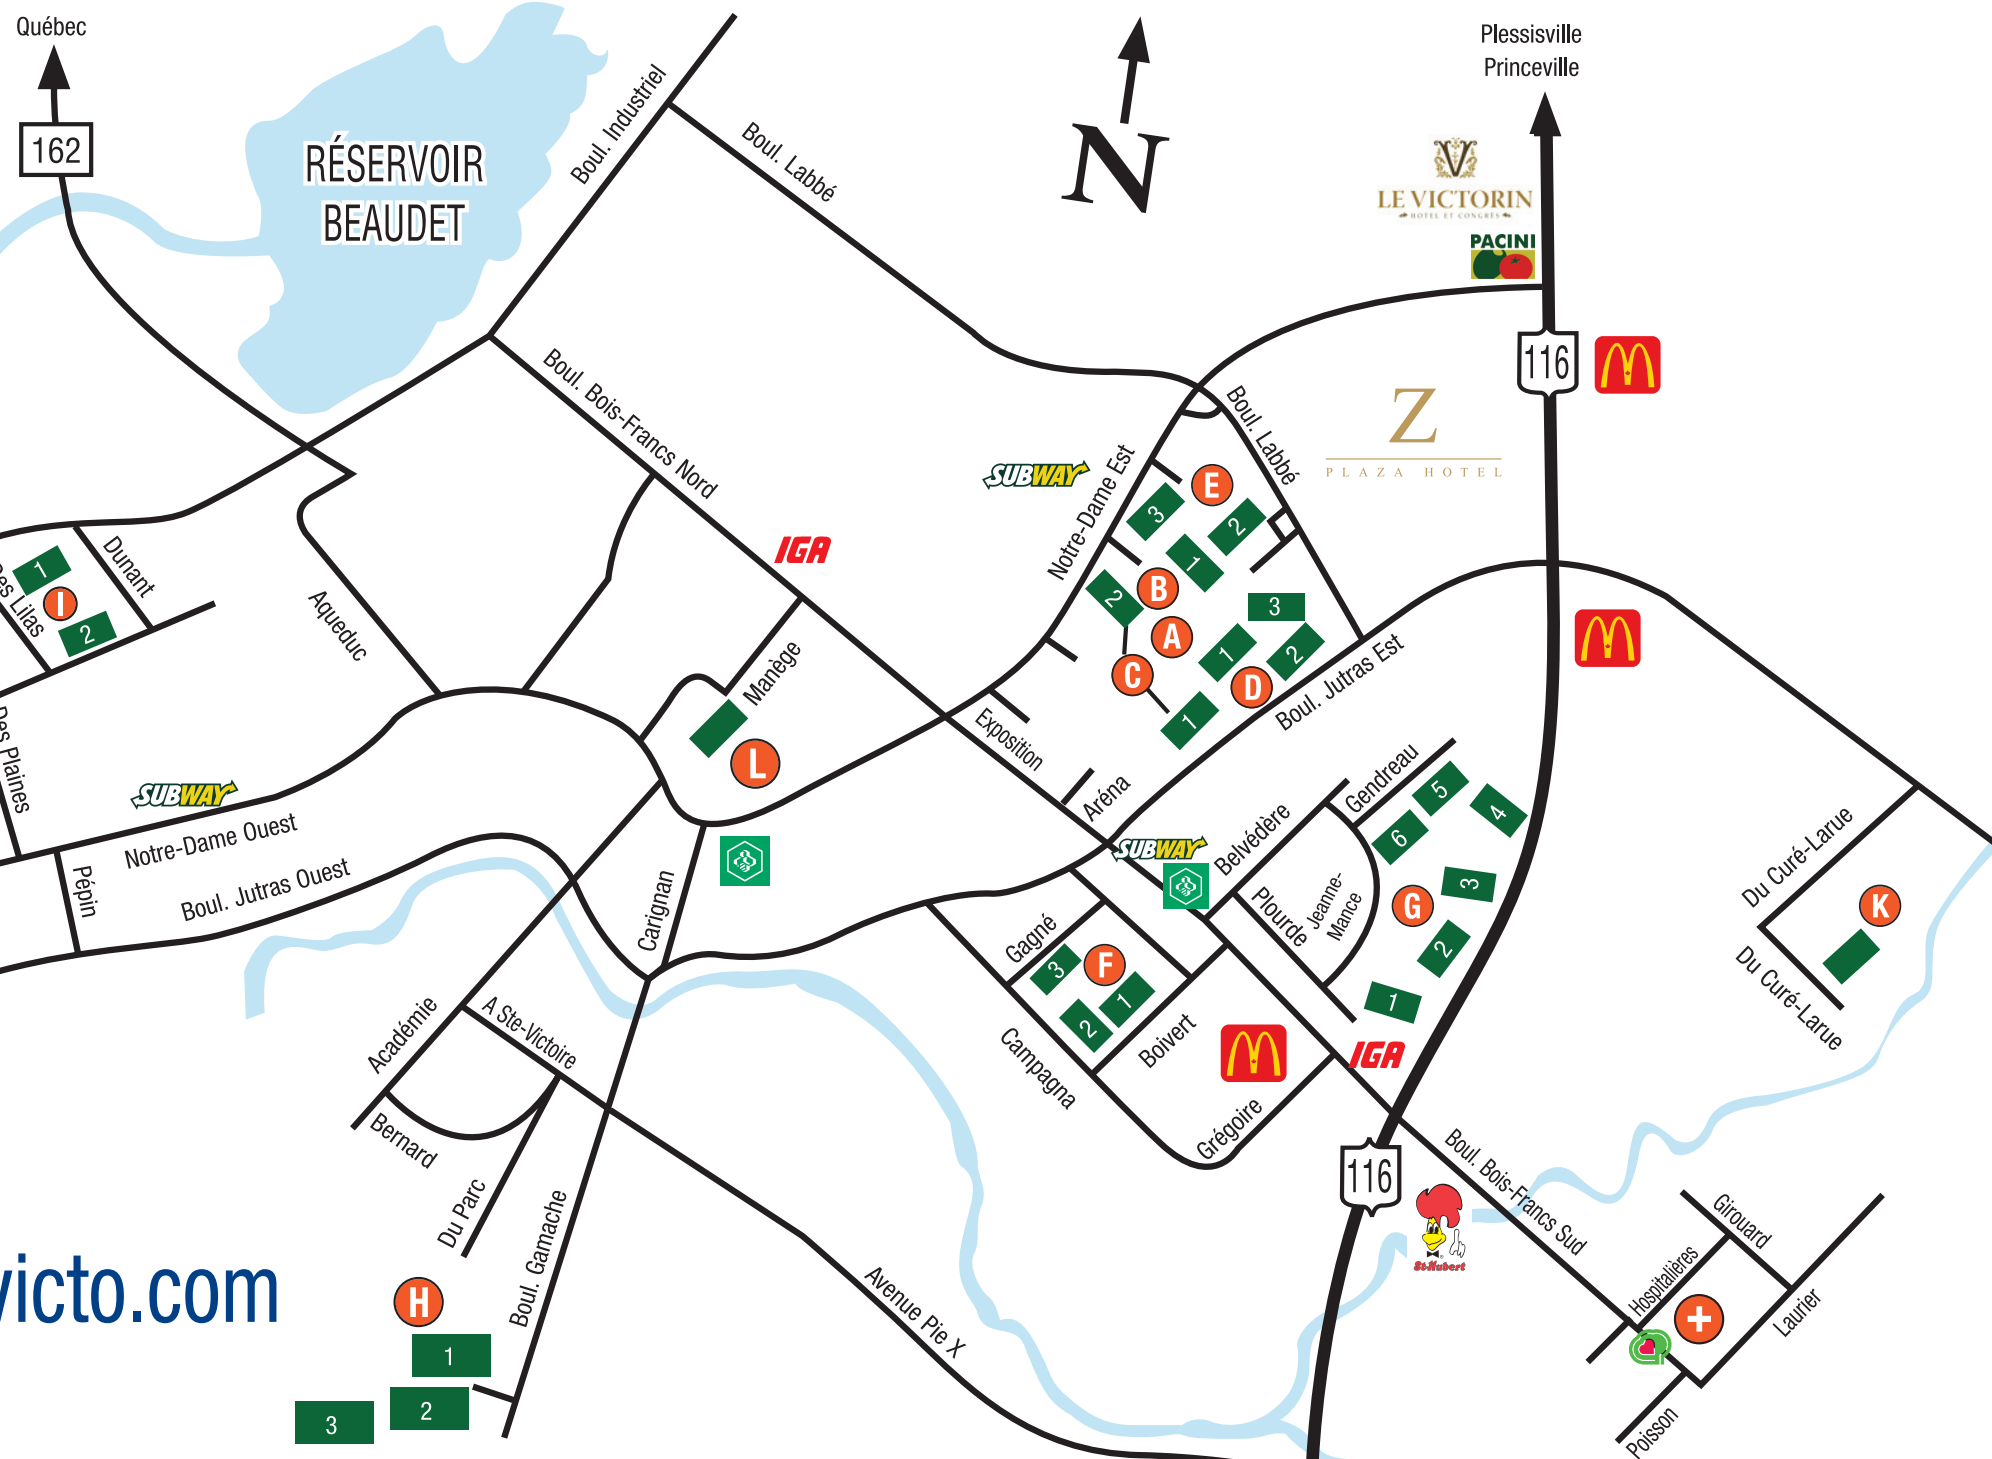 Québec
162
RÉSERVOIR
BEAUDET
Boul. Industriel
Boul. Labbé
N
Plessisville
Princeville
LE VICTORIN
HOTEL ET CONGRÈS
PACINI
116
Z
PLAZA HOTEL
Boul. Bois-Francs Nord
Boul. Labbé
SUBWAY
Notre-Dame Est
E
3
2
1
IGA
B
2
A
3
1
2
C
D
1
Boul. Jutras Est
Dunant
1
I
Des Lilas
2
Aqueduc
Manège
L
Exposition
Aréna
Des Plaines
SUBWAY
Notre-Dame Ouest
Boul. Jutras Ouest
Pépin
Carignan
SUBWAY
Belvédère
Gendreau
5
4
6
3
Plourde
Jeanne-
Mance
G
2
1
Du Curé-Larue
K
Du Curé-Larue
Gagné
3
F
1
2
Boivert
Campagna
Grégoire
IGA
Académie
A Ste-Victoire
Bernard
Du Parc
Boul. Gamache
116
St-Hubert
Boul. Bois-Francs Sud
Girouard
Hospitalières
Laurier
Poisson
Avenue Pie X
victo.com
H
1
2
3